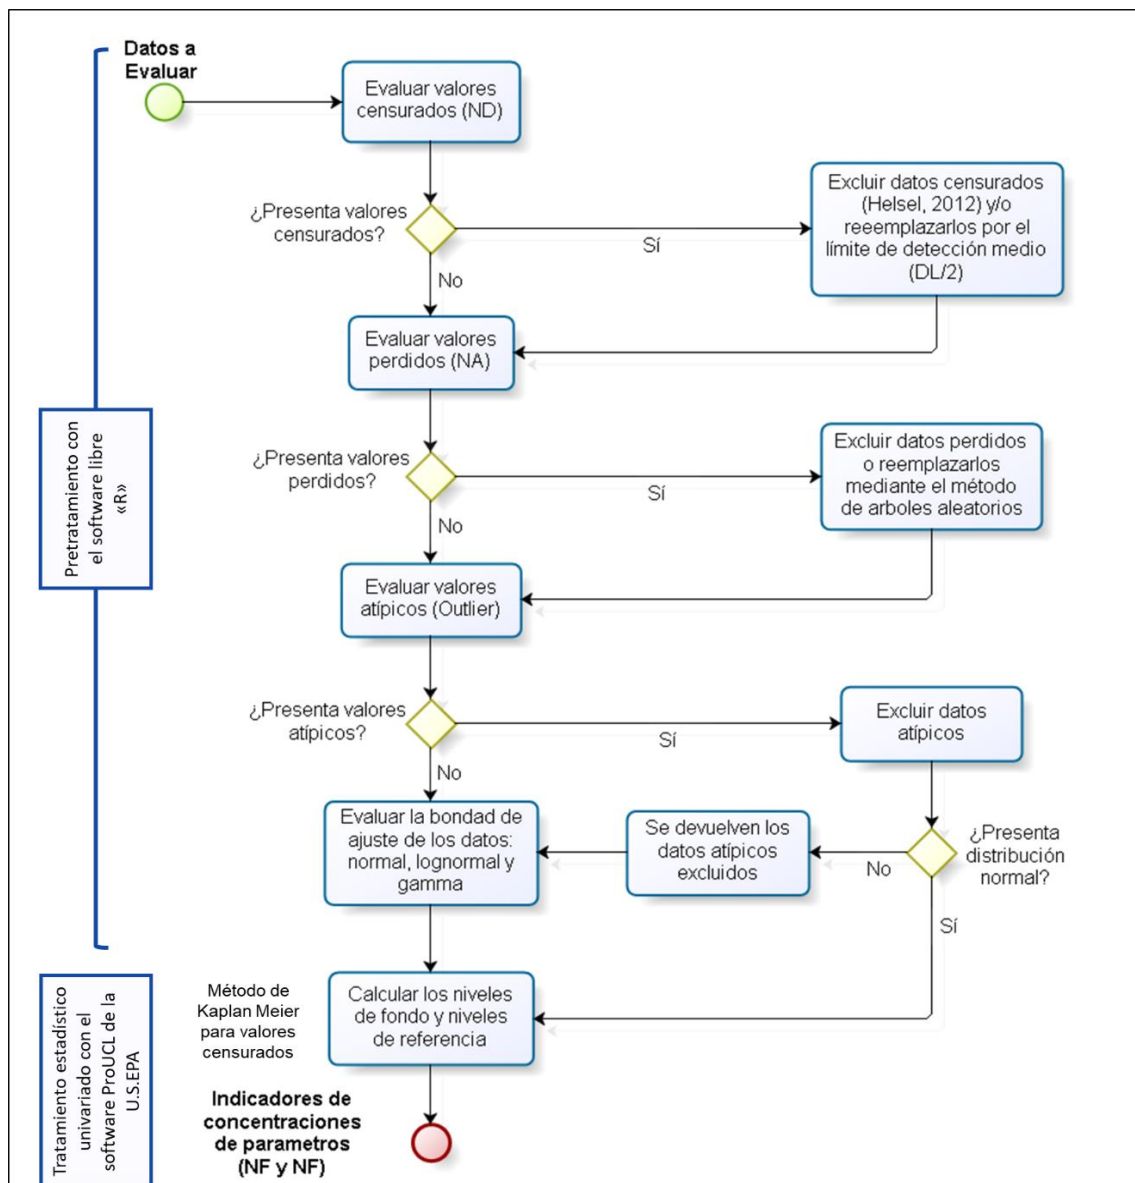 Datos a
Evaluar
Evaluar valores
censurados (ND)
¿Presenta valores
censurados?
Sí
No
Excluir datos censurados
(Helsel, 2012) y/o
reeemplazarlos por el
límite de detección medio
(DL/2)
Evaluar valores
perdidos (NA)
¿Presenta valores
perdidos?
Sí
No
Excluir datos perdidos
o reemplazarlos
mediante el método
de arboles aleatorios
Pretratamiento con
el software libre
«R»
Evaluar valores
atípicos (Outlier)
¿Presenta valores
atípicos?
Sí
No
Excluir datos
atípicos
¿Presenta
distribución
normal?
No
Sí
Se devuelven los
datos atípicos
excluidos
Evaluar la bondad de
ajuste de los datos:
normal, lognormal y
gamma
Tratamiento estadístico
univariado con el
software ProUCL de la
U.S.EPA
Método de
Kaplan Meier
para valores
censurados
Calcular los niveles
de fondo y niveles
de referencia
Indicadores de
concentraciones
de parametros
(NF y NF)